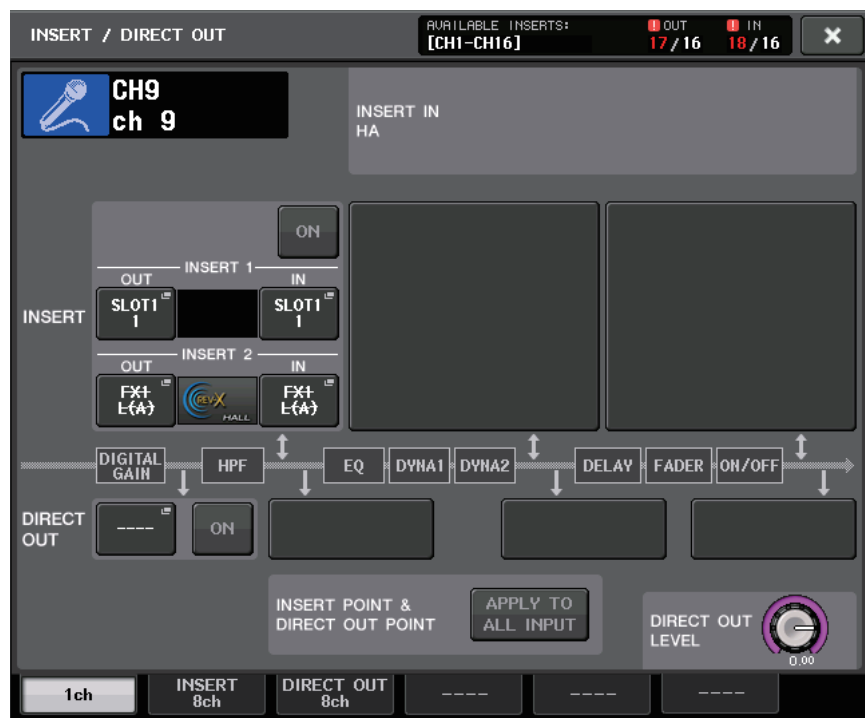 INSERT / DIRECT OUT
AVAILABLE INSERTS:
[CH1-CH16]
! OUT
17/16
! IN
18/16
×
CH9
ch 9
INSERT IN
HA
ON
INSERT 1
OUT
IN
INSERT
SLOT1
1
SLOT1
1
INSERT 2
OUT
IN
FX1
L(A)
REV-X
HALL
FX1
L(A)
DIGITAL
GAIN
HPF
EQ
DYNA1
DYNA2
DELAY
FADER
ON/OFF
DIRECT
OUT
----
ON
INSERT POINT &
DIRECT OUT POINT
APPLY TO
ALL INPUT
DIRECT OUT
LEVEL
0.00
1ch
INSERT
8ch
DIRECT OUT
8ch
----
----
----